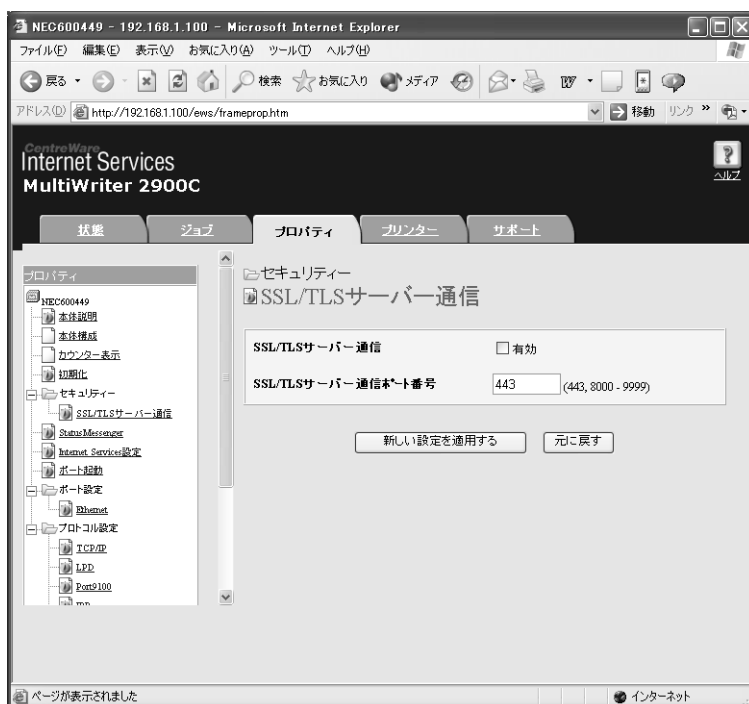 NEC600449 - 192.168.1.100 - Microsoft Internet Explorer
ファイル(F) 編集(E) 表示(V) お気に入り(A) ツール(T) ヘルプ(H)
戻る 検索 お気に入り メディア
アドレス(D) http://192.168.1.100/ews/frameprop.htm 移動 リンク »
CentreWare
Internet Services
MultiWriter 2900C
ヘルプ
状態 ジョブ プロパティ プリンター サポート
プロパティ
NEC600449
本体説明
本体構成
カウンター表示
初期化
セキュリティー
SSL/TLSサーバー通信
StatusMessenger
Internet Services設定
ポート起動
ポート設定
Ethernet
プロトコル設定
TCP/IP
LPD
Port9100
セキュリティー
SSL/TLSサーバー通信
SSL/TLSサーバー通信 有効
SSL/TLSサーバー通信ポート番号 443 (443, 8000 - 9999)
新しい設定を適用する 元に戻す
ページが表示されました インターネット